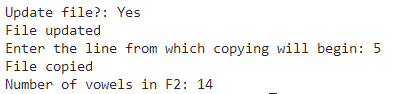 Update file?: Yes
File updated
Enter the line from which copying will begin: 5
File copied
Number of vowels in F2: 14